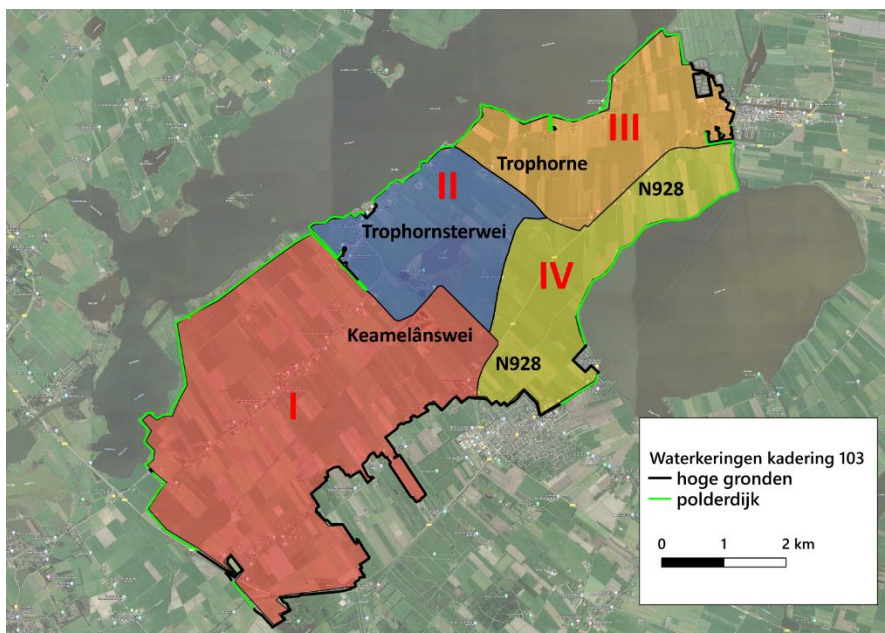 III
Trophorne
N928
II
Trophornsterwei
IV
Keamelânswei
N928
I
Waterkeringen kadering 103
hoge gronden
polderdijk
0 1 2 km